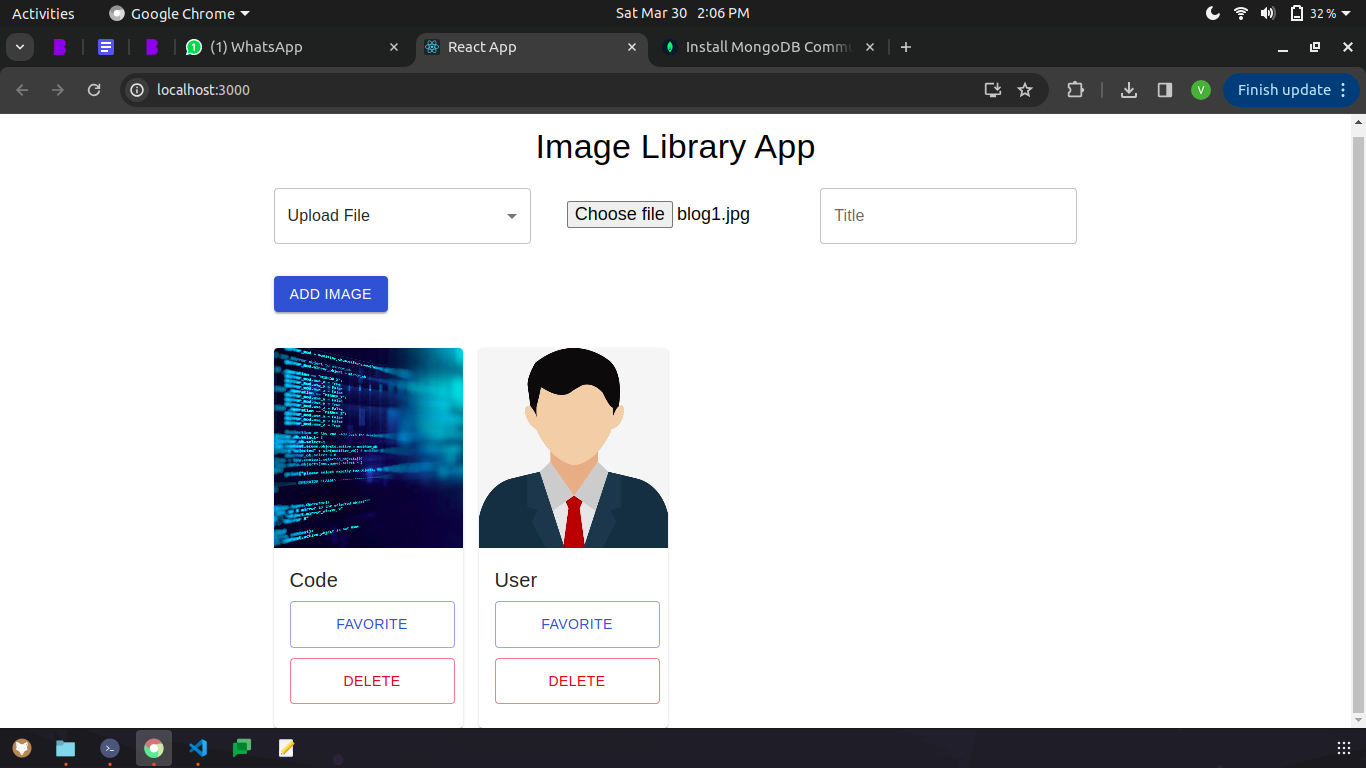 Activities Google Chrome Sat Mar 30 2:06 PM 32 %
1 (1) WhatsApp React App Install MongoDB Commu
localhost:3000 V Finish update
Image Library App
Upload File Choose file blog1.jpg Title
ADD IMAGE
Code User
FAVORITE FAVORITE
DELETE DELETE